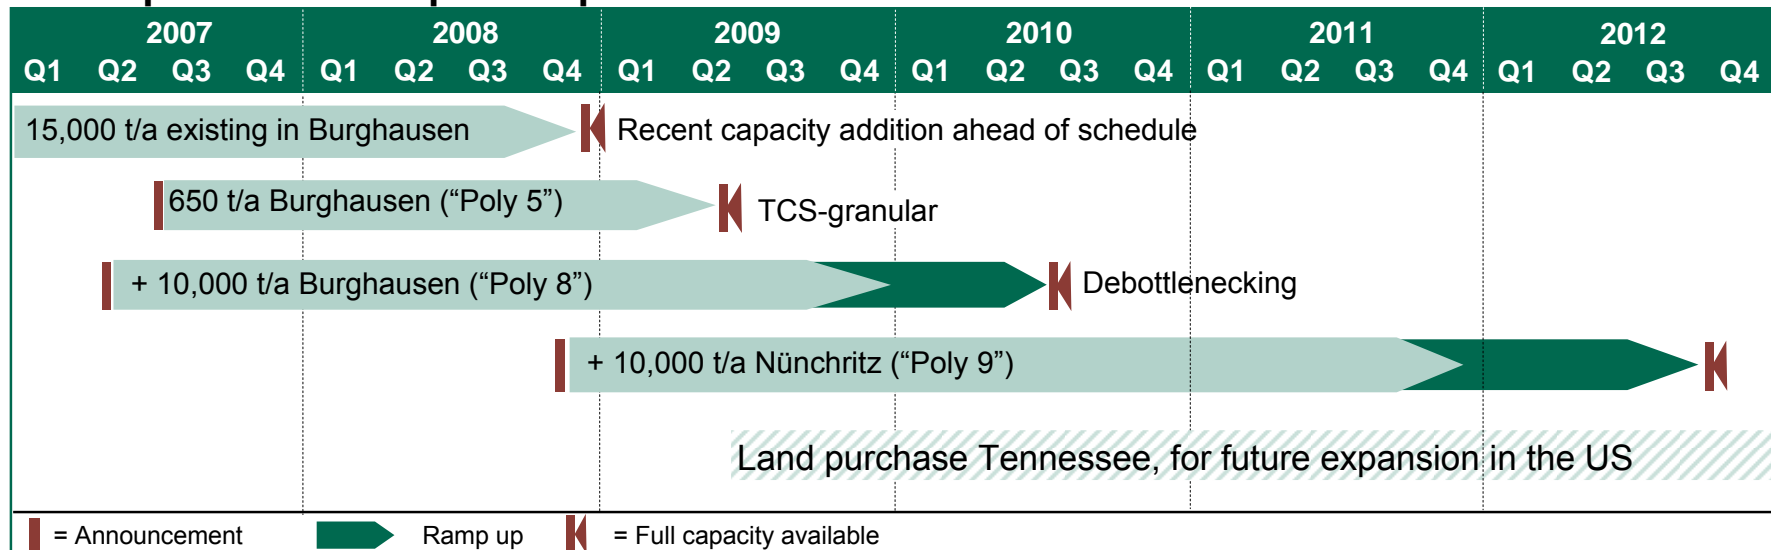 2007 2008 2009 2010 2011 2012
Q1 Q2 Q3 Q4 Q1 Q2 Q3 Q4 Q1 Q2 Q3 Q4 Q1 Q2 Q3 Q4 Q1 Q2 Q3 Q4 Q1 Q2 Q3 Q4
15,000 t/a existing in Burghausen Recent capacity addition ahead of schedule
650 t/a Burghausen (“Poly 5”) TCS-granular
+ 10,000 t/a Burghausen (“Poly 8”) Debottlenecking
+ 10,000 t/a Nünchritz (“Poly 9”)
Land purchase Tennessee, for future expansion in the US
= Announcement Ramp up = Full capacity available